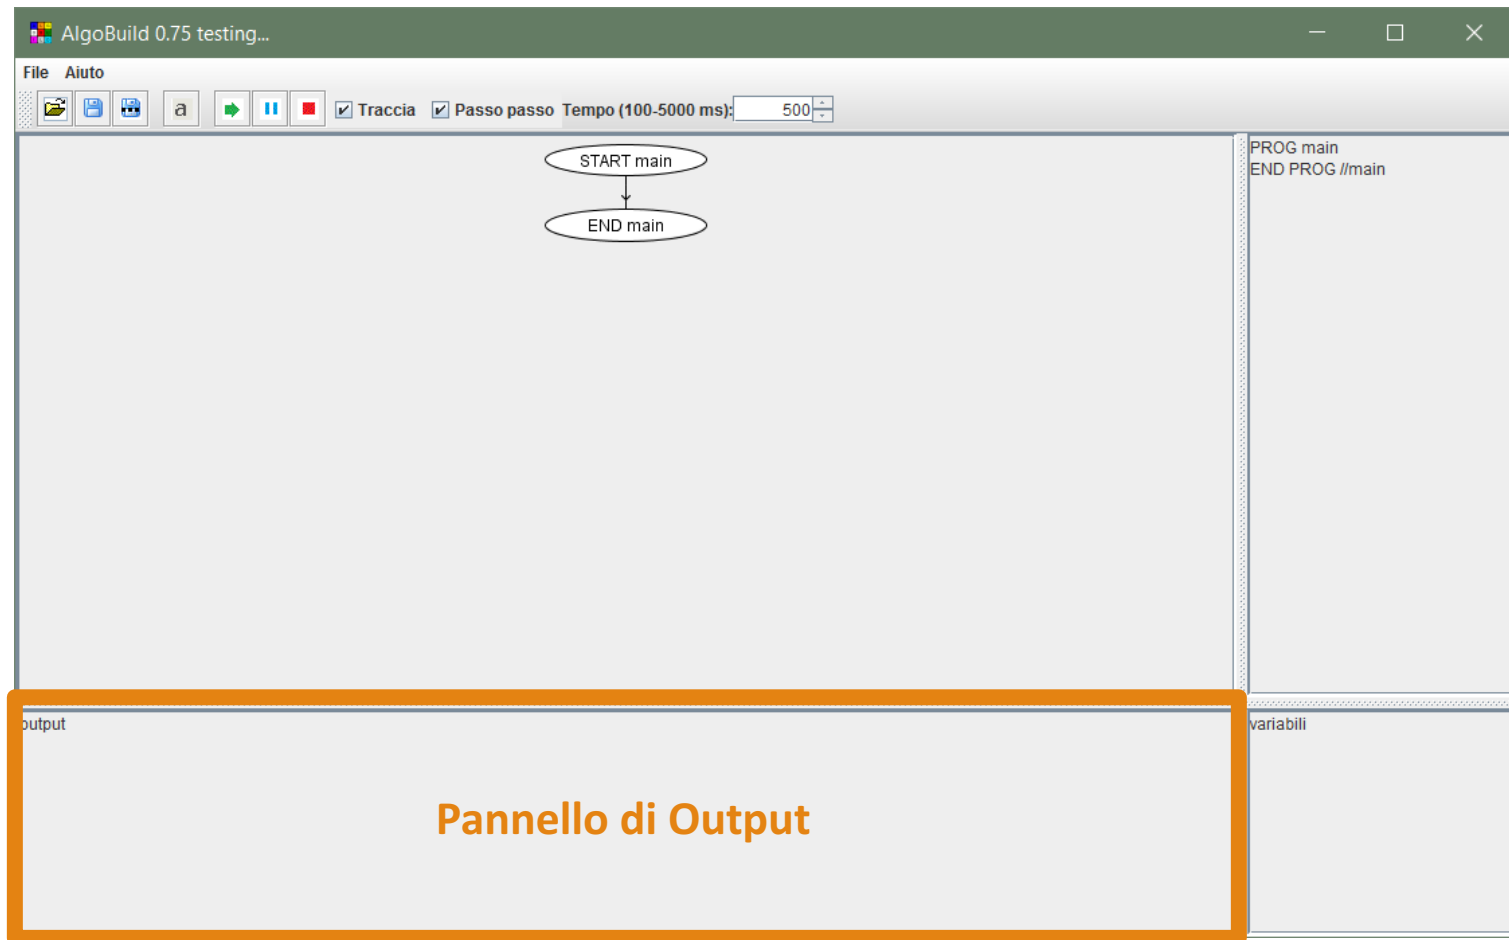 AlgoBuild 0.75 testing...
File Aiuto
a Traccia Passo passo Tempo (100-5000 ms): 500
START main
END main
PROG main
END PROG //main
output
Pannello di Output
variabili